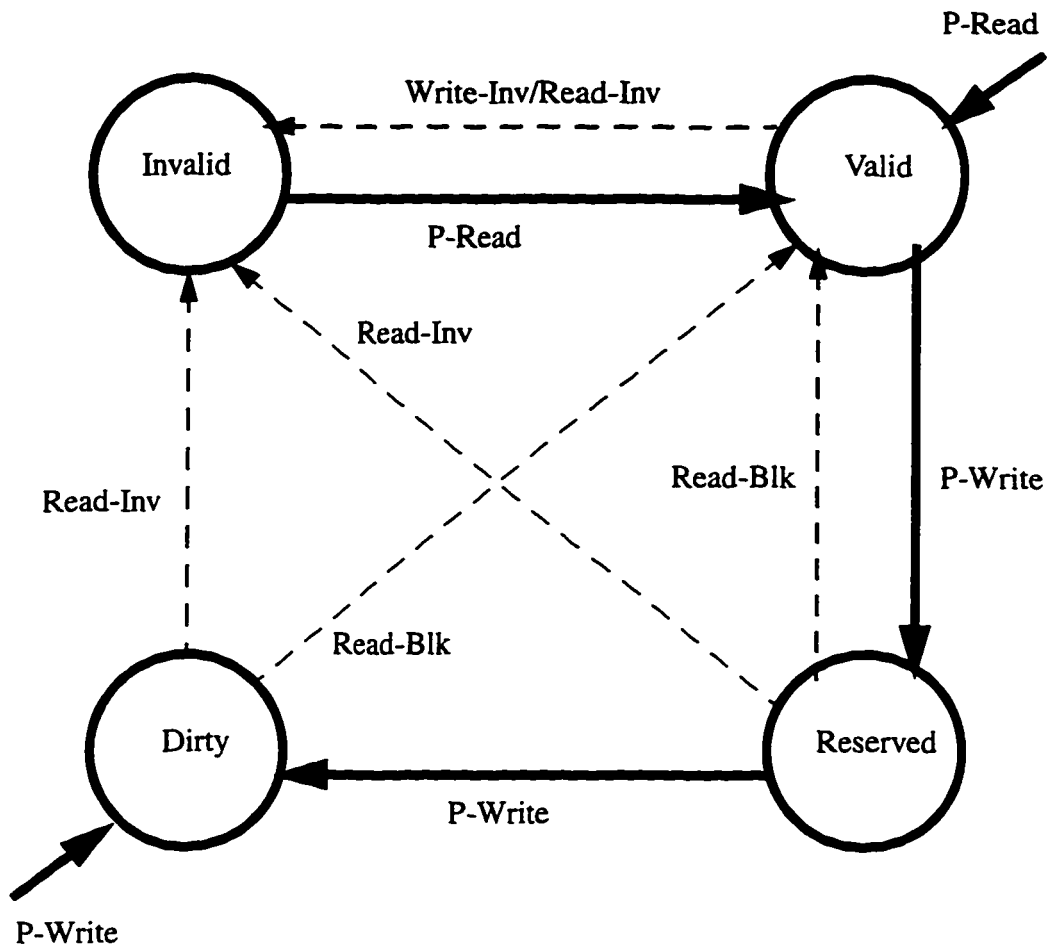 P-Read
Write-Inv/Read-Inv
Invalid
Valid
P-Read
Read-Inv
Read-Inv
Read-Blk
P-Write
Read-Blk
Dirty
Reserved
P-Write
P-Write